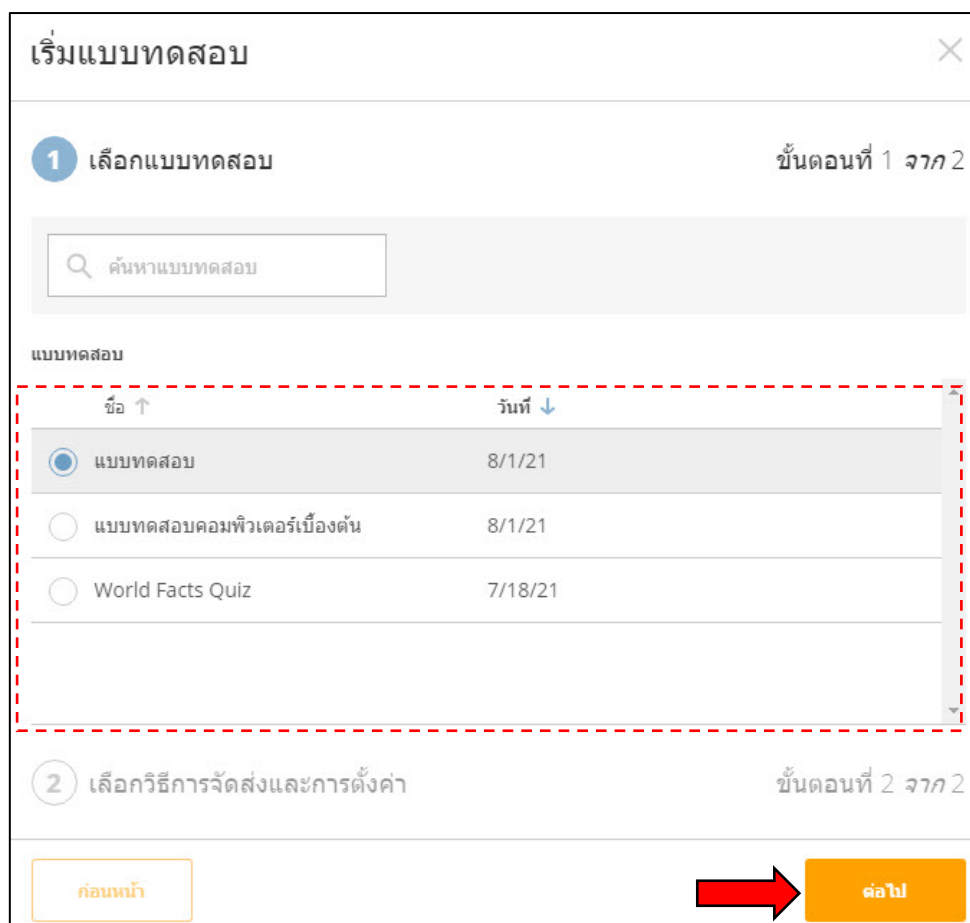 เริ่มแบบทดสอบ
1 เลือกแบบทดสอบ ขั้นตอนที่ 1 จาก 2
ค้นหาแบบทดสอบ
แบบทดสอบ
ชื่อ ↑ วันที่ ↓
แบบทดสอบ 8/1/21
แบบทดสอบคอมพิวเตอร์เบื้องต้น 8/1/21
World Facts Quiz 7/18/21
2 เลือกวิธีการจัดส่งและการตั้งค่า ขั้นตอนที่ 2 จาก 2
ก่อนหน้า ต่อไป